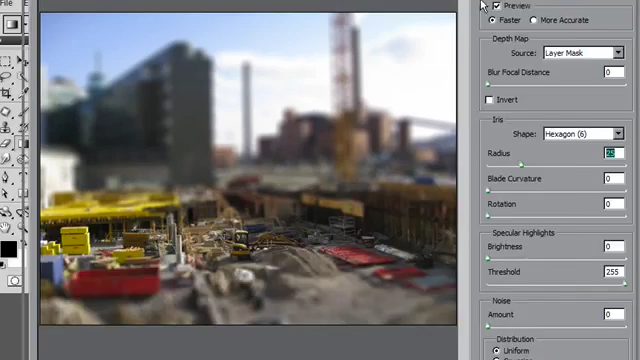 Preview
Faster More Accurate
Depth Map
Source: Layer Mask
Blur Focal Distance 0
Invert
Iris
Shape: Hexagon (6)
Radius 25
Blade Curvature 0
Rotation 0
Specular Highlights
Brightness 0
Threshold 255
Noise
Amount 0
Distribution
Uniform